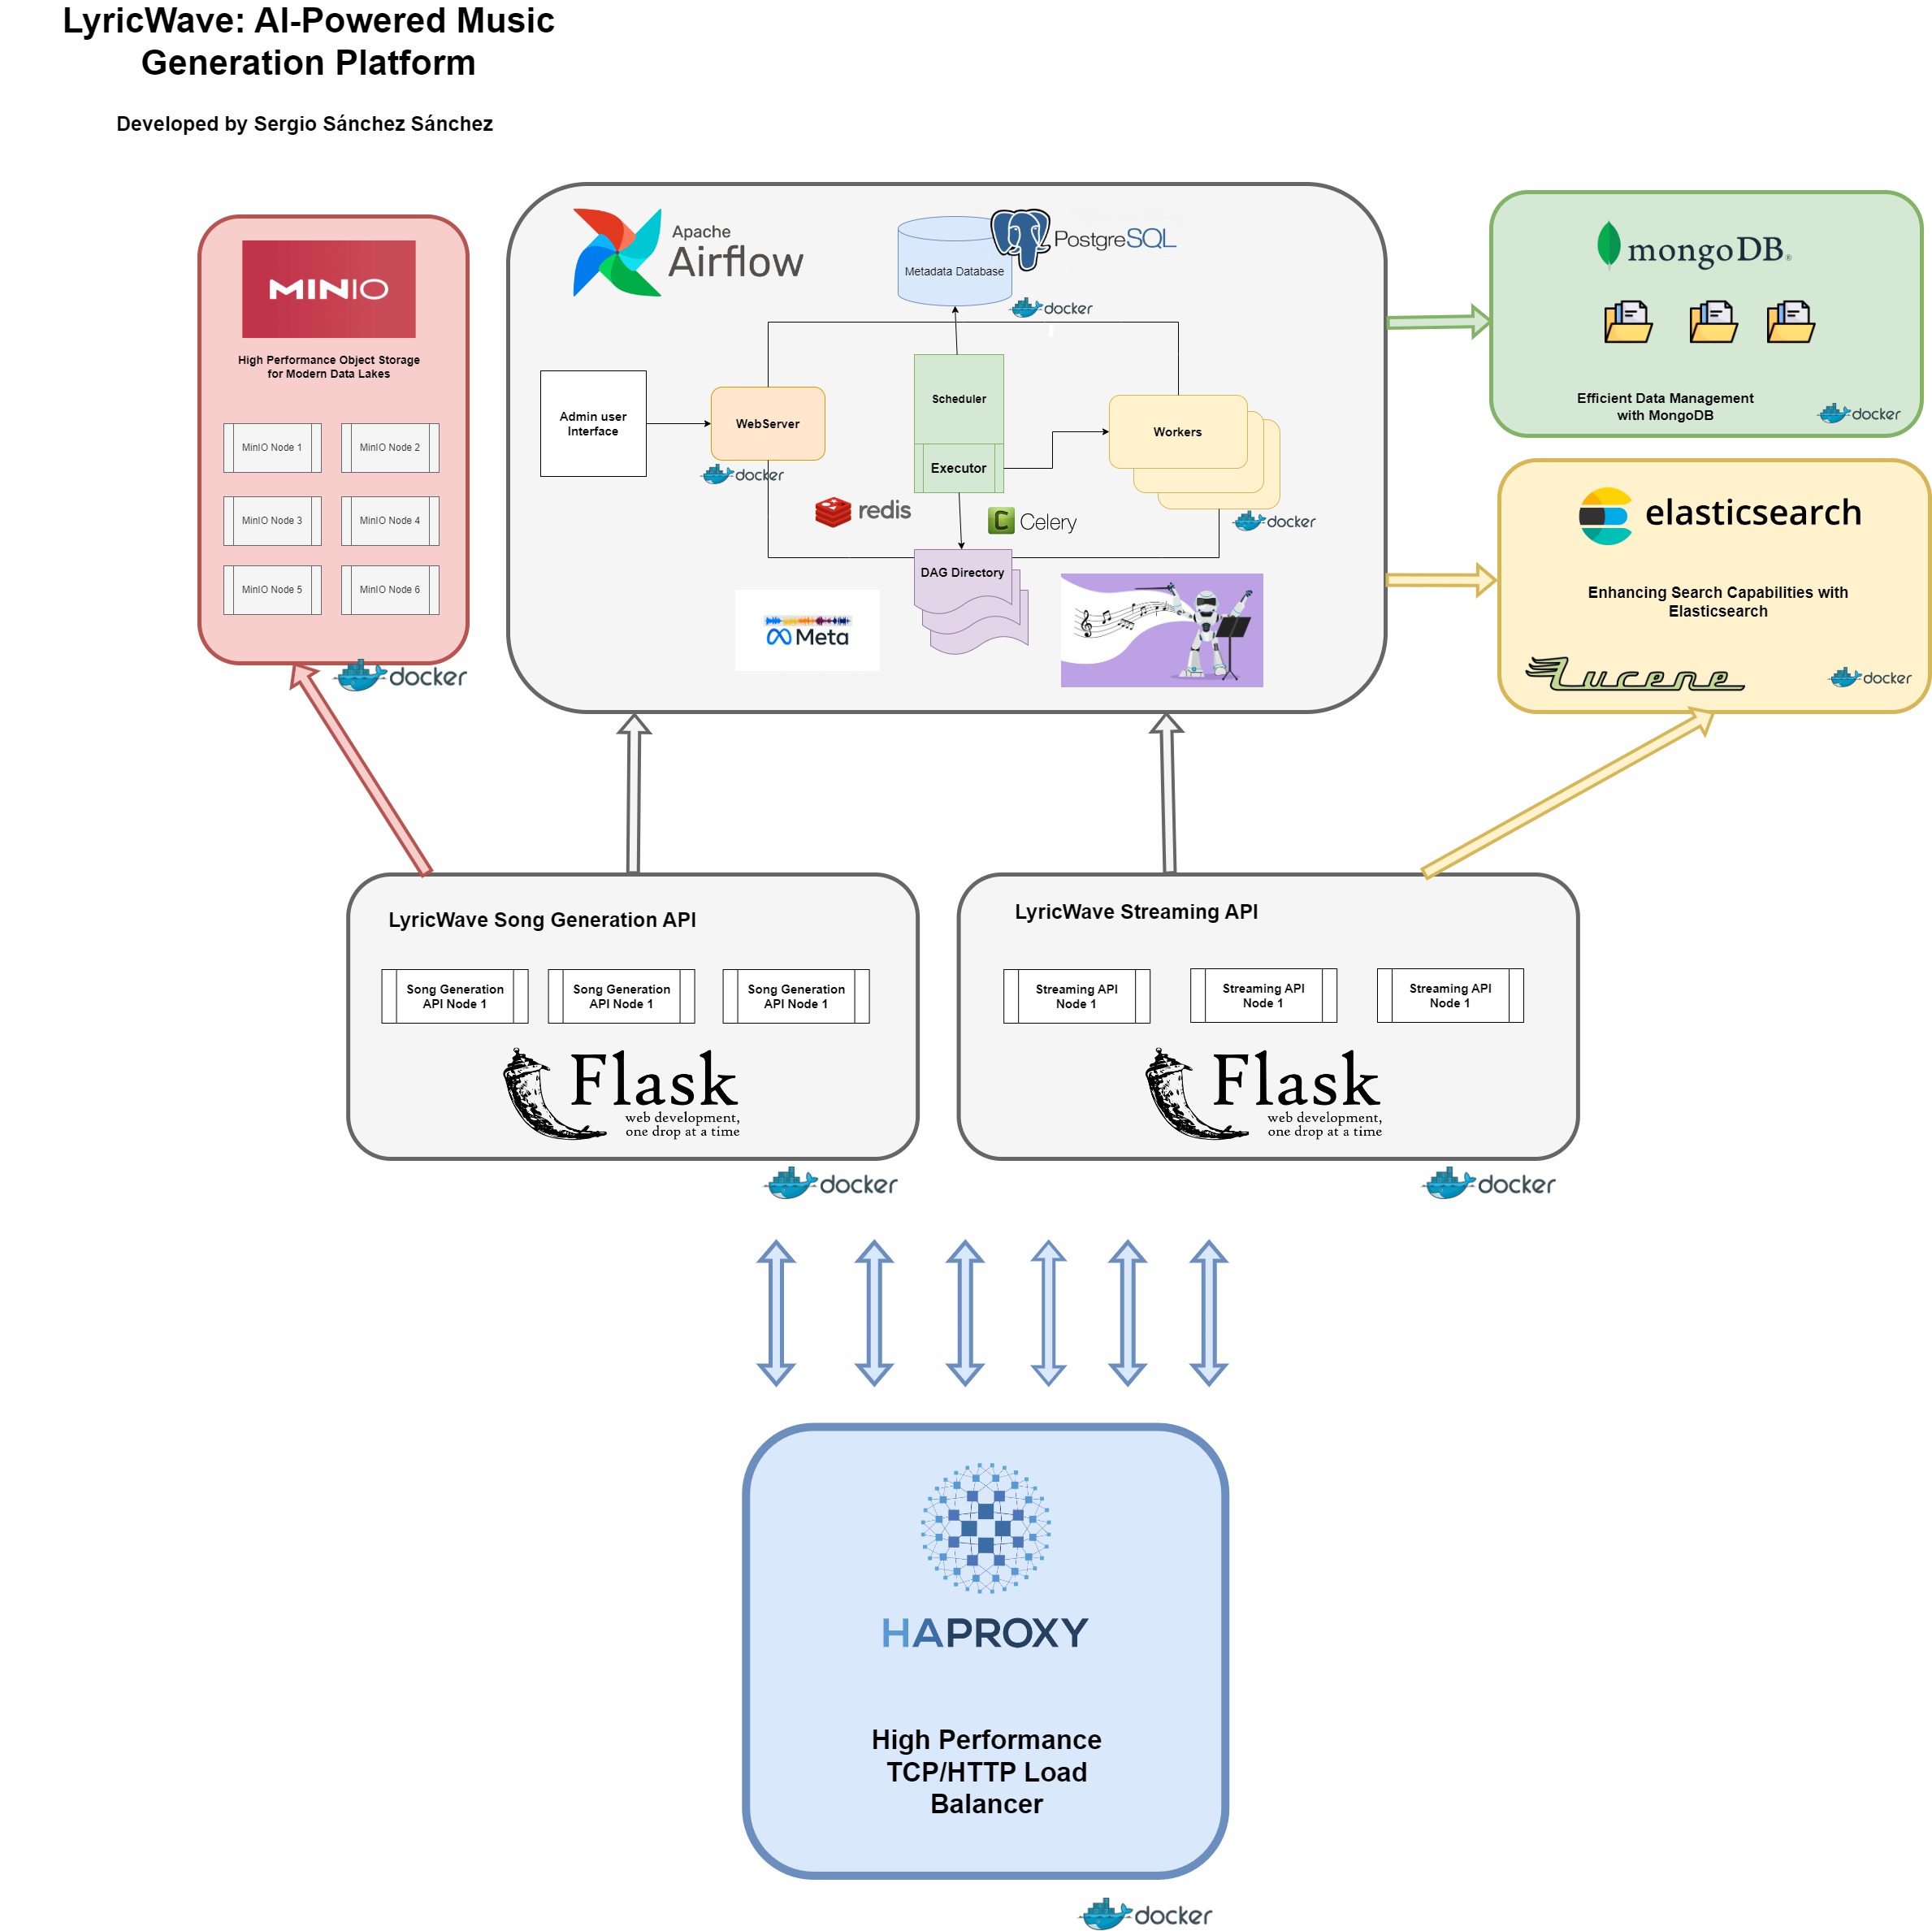 LyricWave: AI-Powered Music
Generation Platform
Developed by Sergio Sánchez Sánchez
MINIO
High Performance Object Storage
for Modern Data Lakes
MinIO Node 1
MinIO Node 2
MinIO Node 3
MinIO Node 4
MinIO Node 5
MinIO Node 6
docker
Apache
Airflow
Metadata Database
PostgreSQL
docker
Admin user
Interface
WebServer
docker
Scheduler
Executor
Workers
docker
redis
C Celery
DAG Directory
Meta
mongoDB®
Efficient Data Management
with MongoDB
docker
elasticsearch
Enhancing Search Capabilities with
Elasticsearch
Lucene
docker
LyricWave Song Generation API
Song Generation
API Node 1
Song Generation
API Node 1
Song Generation
API Node 1
Flask
web development,
one drop at a time
docker
LyricWave Streaming API
Streaming API
Node 1
Streaming API
Node 1
Streaming API
Node 1
Flask
web development,
one drop at a time
docker
HAPROXY
High Performance
TCP/HTTP Load
Balancer
docker